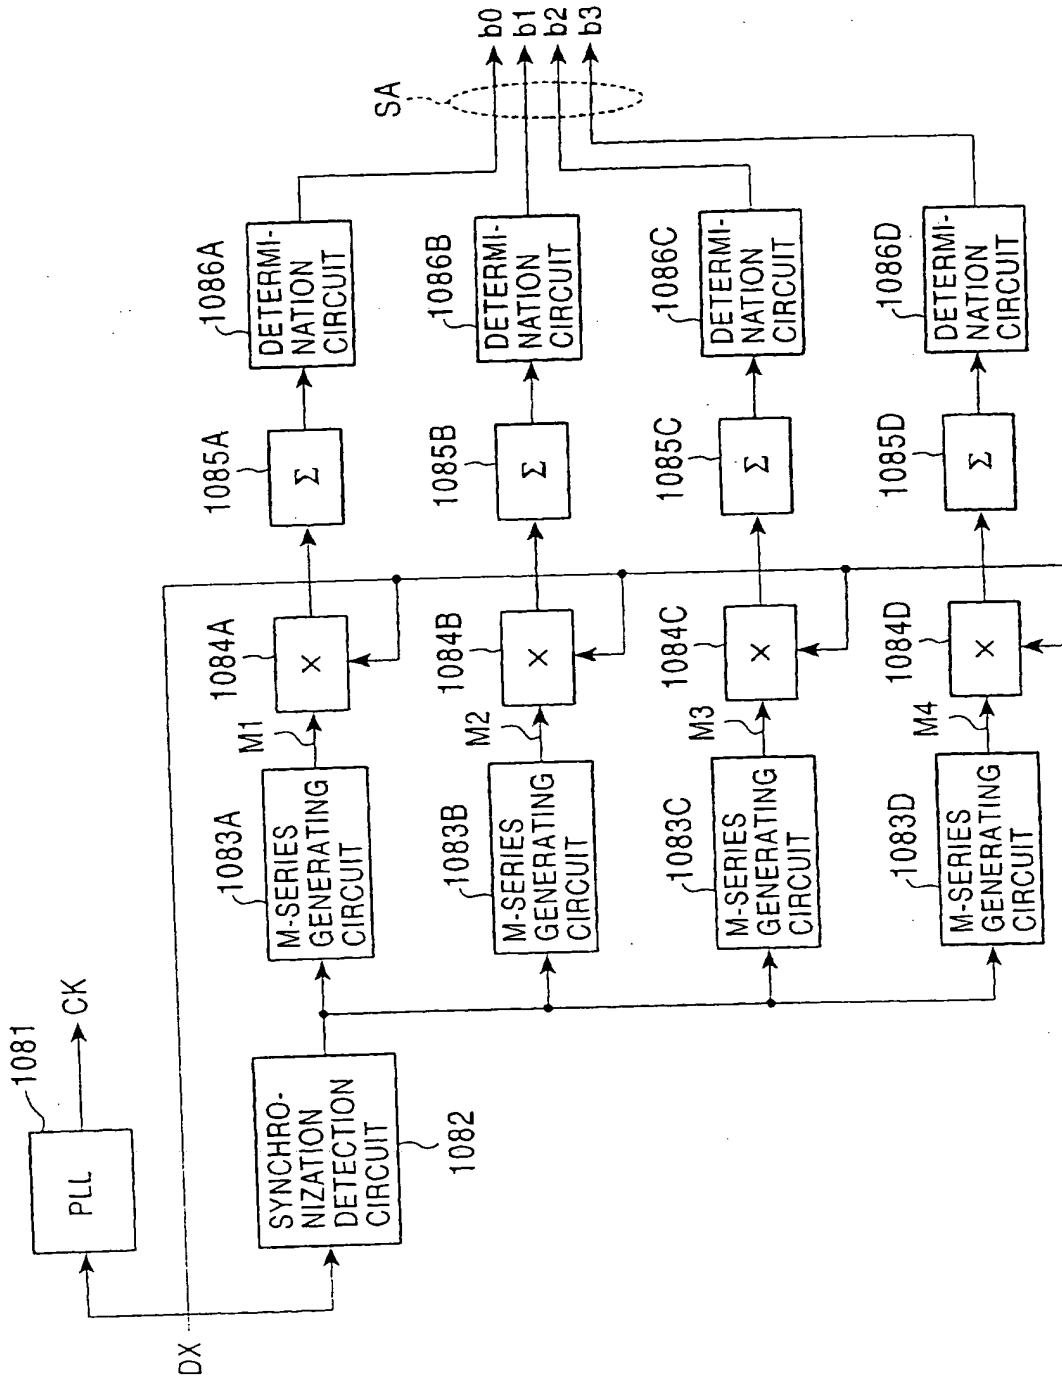 DX
PLL
1081
CK
SYNCHRO-
NIZATION
DETECTION
CIRCUIT
1082
1083A
M-SERIES
GENERATING
CIRCUIT
M1
1084A
×
1085A
Σ
1086A
DETERMI-
NATION
CIRCUIT
1083B
M-SERIES
GENERATING
CIRCUIT
M2
1084B
×
1085B
Σ
1086B
DETERMI-
NATION
CIRCUIT
1083C
M-SERIES
GENERATING
CIRCUIT
M3
1084C
×
1085C
Σ
1086C
DETERMI-
NATION
CIRCUIT
1083D
M-SERIES
GENERATING
CIRCUIT
M4
1084D
×
1085D
Σ
1086D
DETERMI-
NATION
CIRCUIT
SA
b0
b1
b2
b3